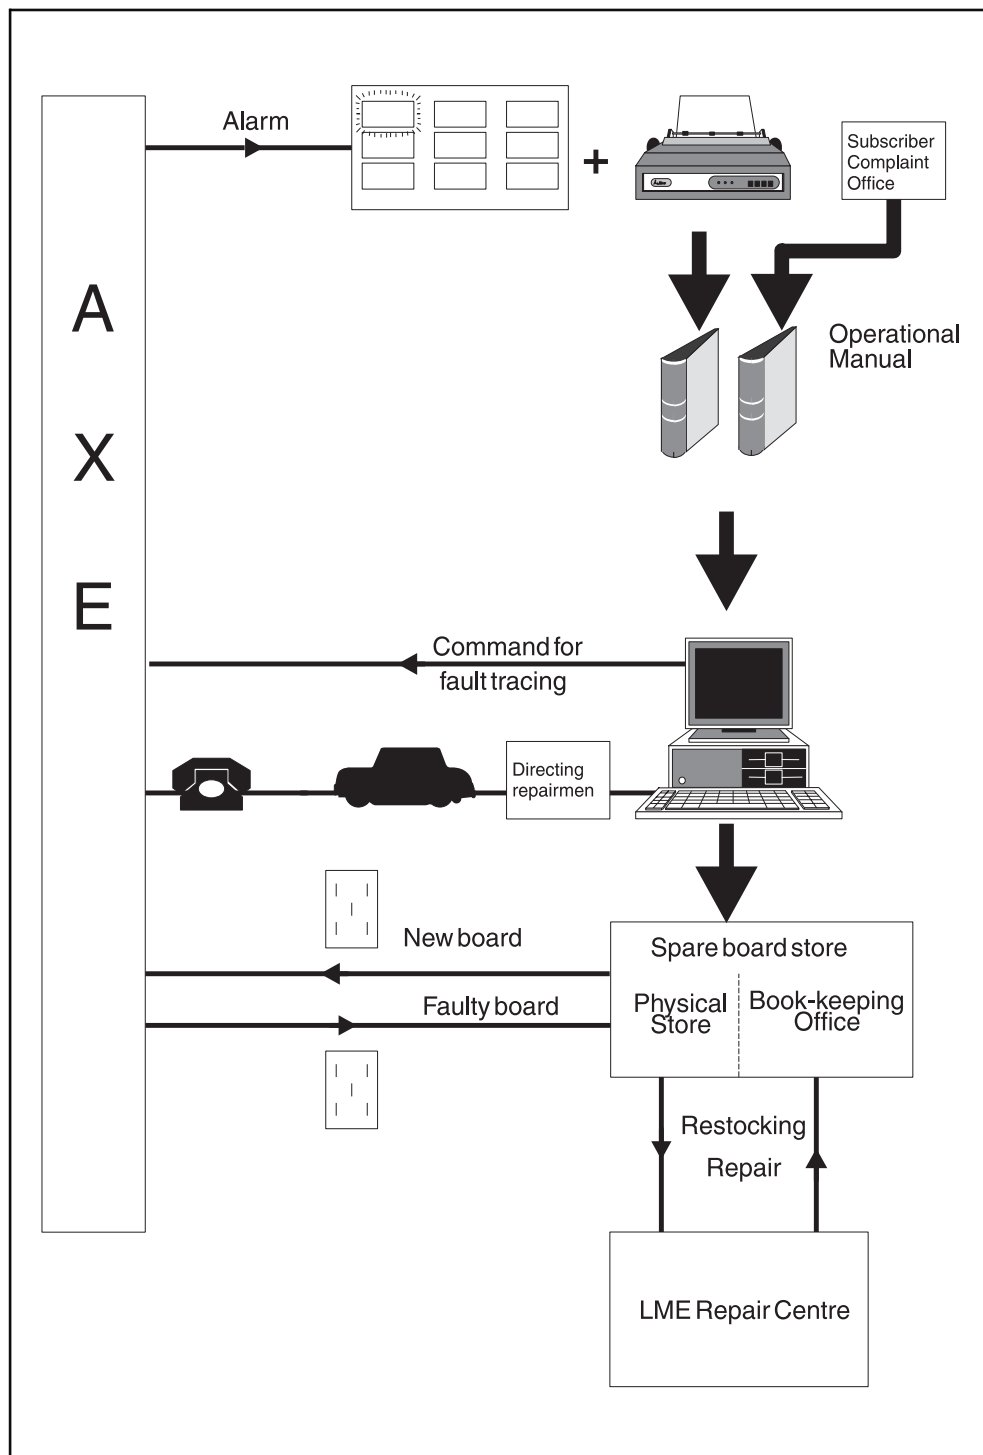 Alarm
+
Subscriber
Complaint
Office
A
X
E
Operational
Manual
Command for
fault tracing
Directing
repairmen
New board
Faulty board
Spare board store
Physical
Store
Book-keeping
Office
Restocking
Repair
LME Repair Centre